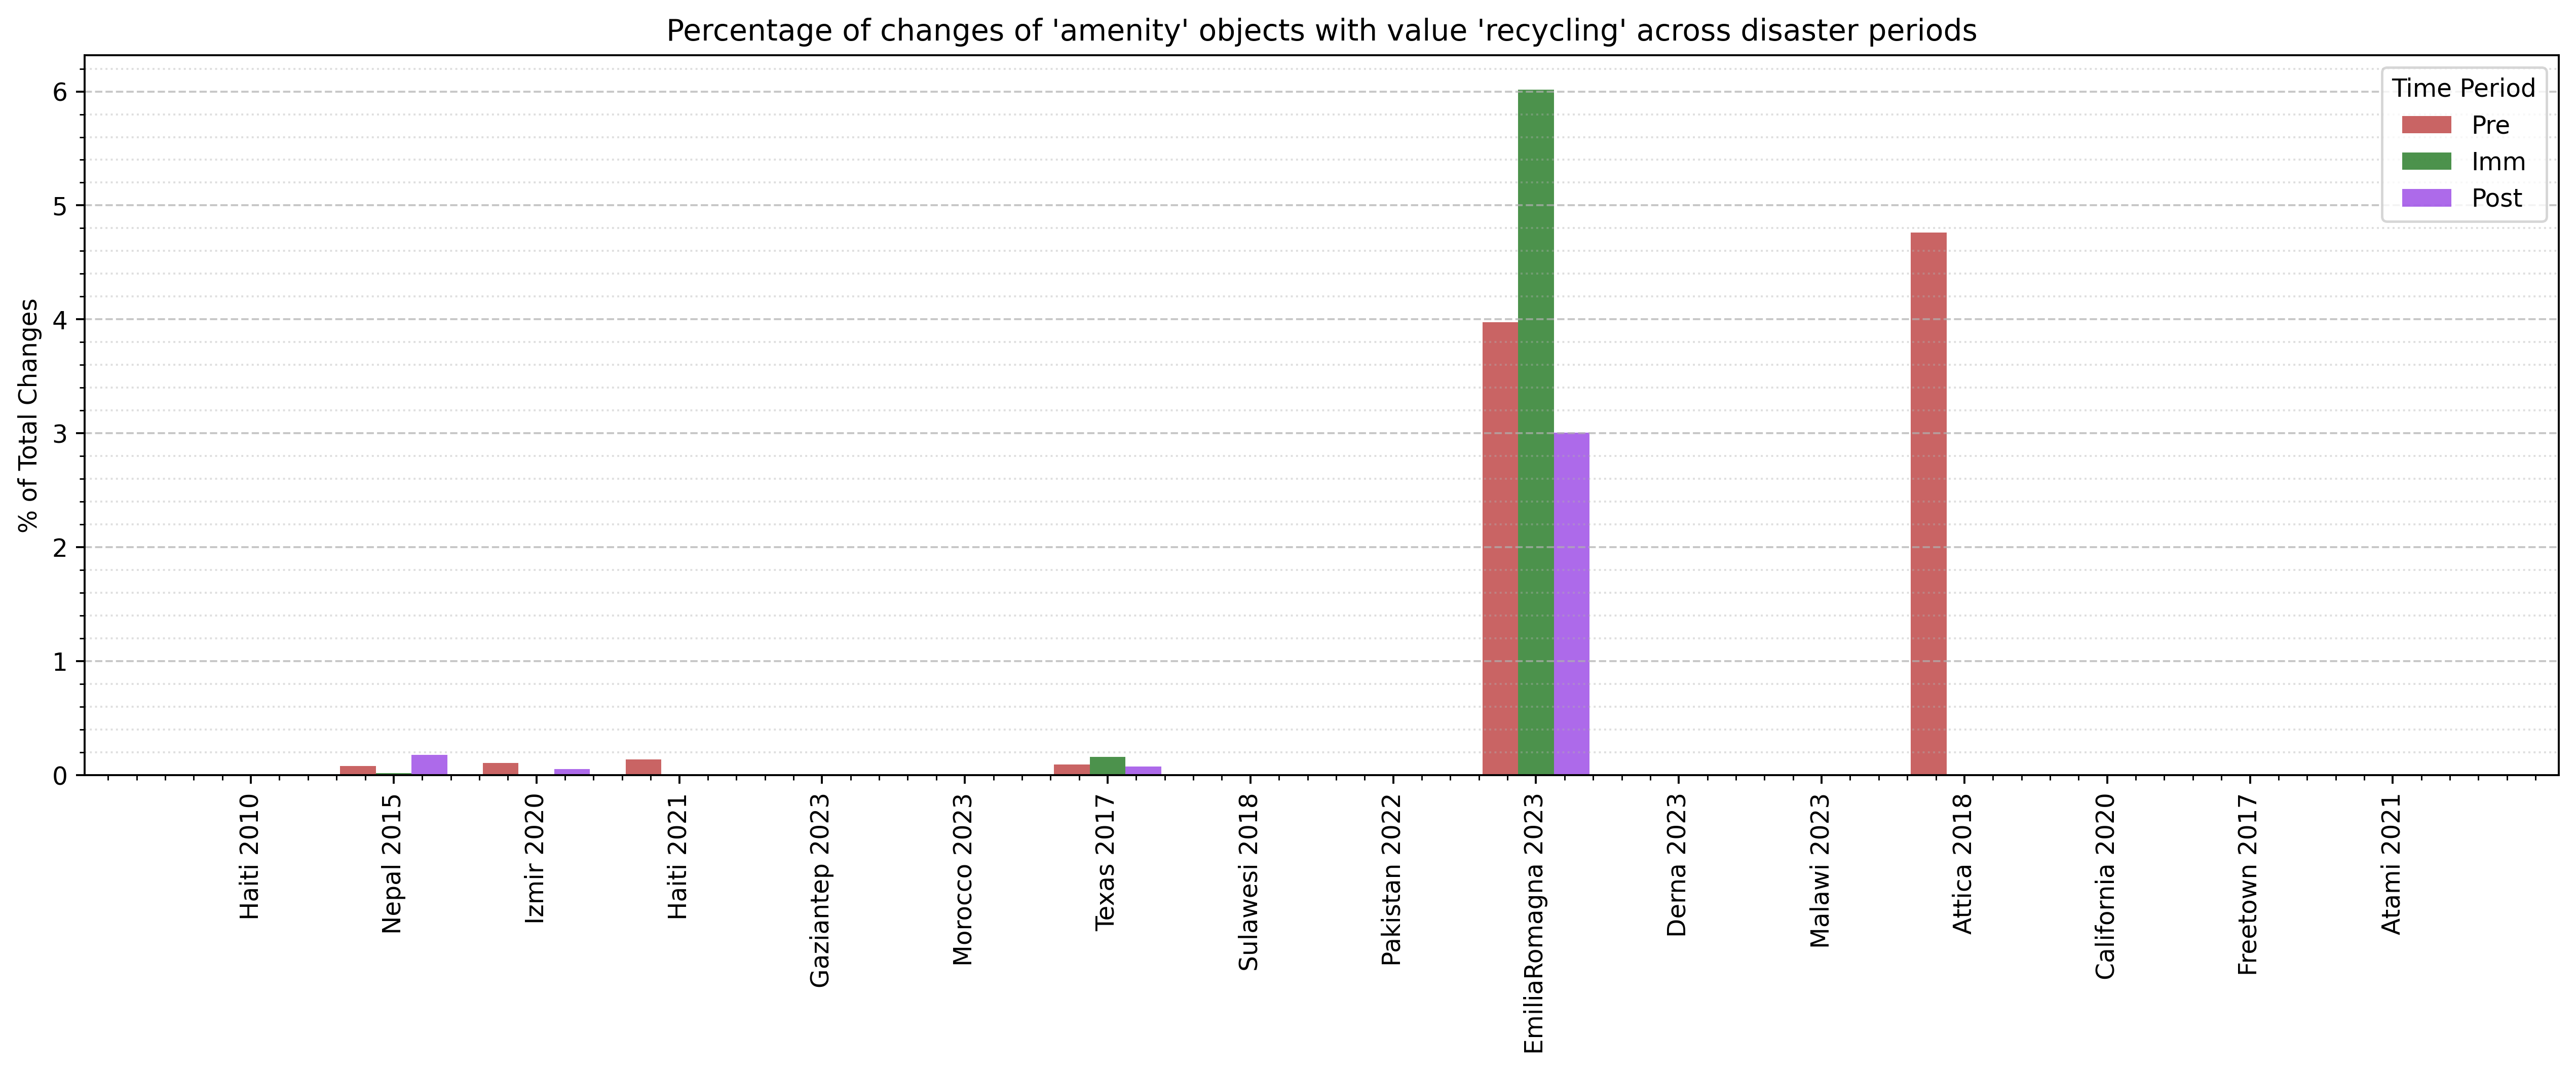 Percentage of changes of 'amenity' objects with value 'recycling' across disaster periods
% of Total Changes
6
5
4
3
2
1
0
Time Period
Pre
Imm
Post
Haiti 2010
Nepal 2015
Izmir 2020
Haiti 2021
Gaziantep 2023
Morocco 2023
Texas 2017
Sulawesi 2018
Pakistan 2022
EmiliaRomagna 2023
Derna 2023
Malawi 2023
Attica 2018
California 2020
Freetown 2017
Atami 2021